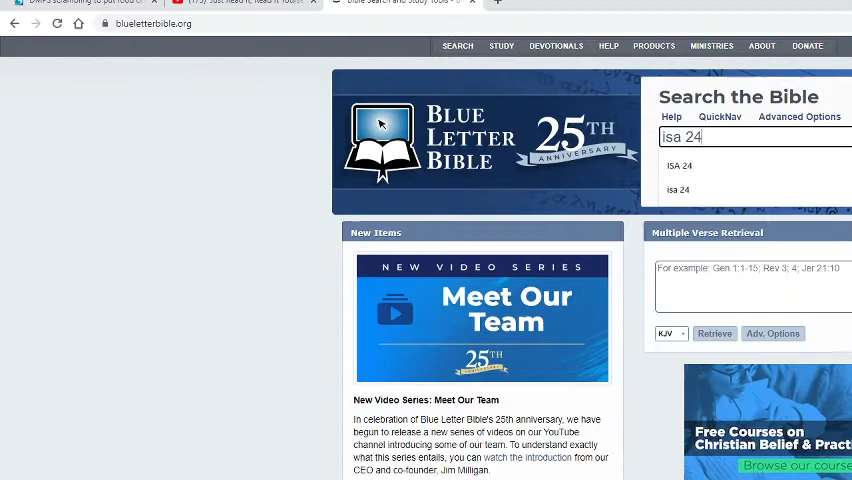 DMPS scrambling to put food o
(175) Just Read It, Read It Yourse
Bible Search and Study Tools - B
blueletterbible.org
SEARCH STUDY DEVOTIONALS HELP PRODUCTS MINISTRIES ABOUT DONATE
BLUE
LETTER
BIBLE
25TH
ANNIVERSARY
Search the Bible
Help QuickNav Advanced Options
isa 24
ISA 24
isa 24
New Items
NEW VIDEO SERIES
Meet Our
Team
25TH
New Video Series: Meet Our Team
In celebration of Blue Letter Bible's 25th anniversary, we have
begun to release a new series of videos on our YouTube
channel introducing some of our team. To understand exactly
what this series entails, you can watch the introduction from our
CEO and co-founder, Jim Milligan.
Multiple Verse Retrieval
For example: Gen 1:1-15; Rev 3; 4; Jer 21:10
KJV Retrieve Adv. Options
Free Courses on
Christian Belief & Practi
Browse our course